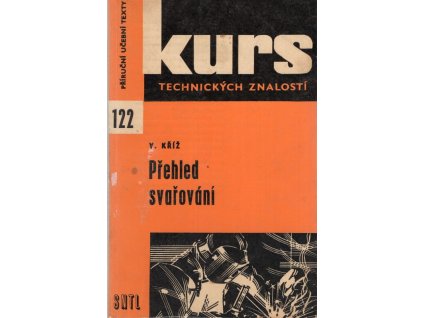 PŘÍRUČNÍ UČEBNÍ TEXTY
kurs
TECHNICKÝCH ZNALOSTÍ
122
V. KŘÍŽ
Přehled
svařování
SNTL